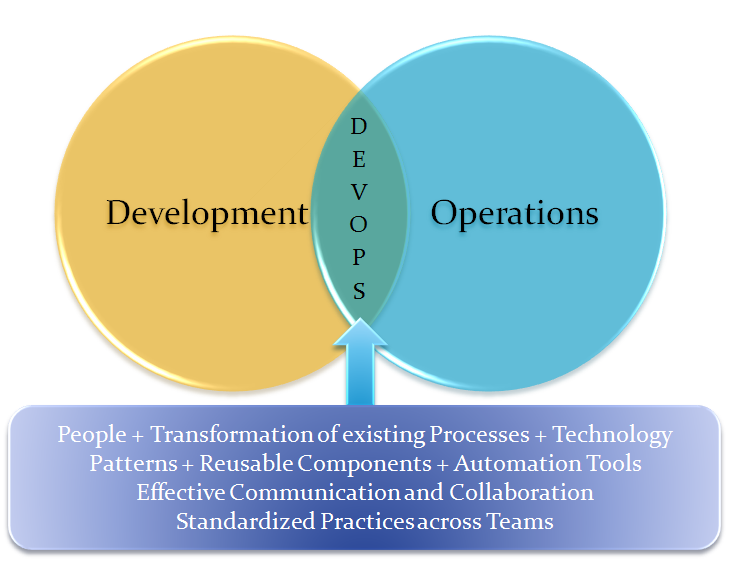 Development
DEVOPS
Operations
People + Transformation of existing Processes + Technology
Patterns + Reusable Components + Automation Tools
Effective Communication and Collaboration
Standardized Practices across Teams